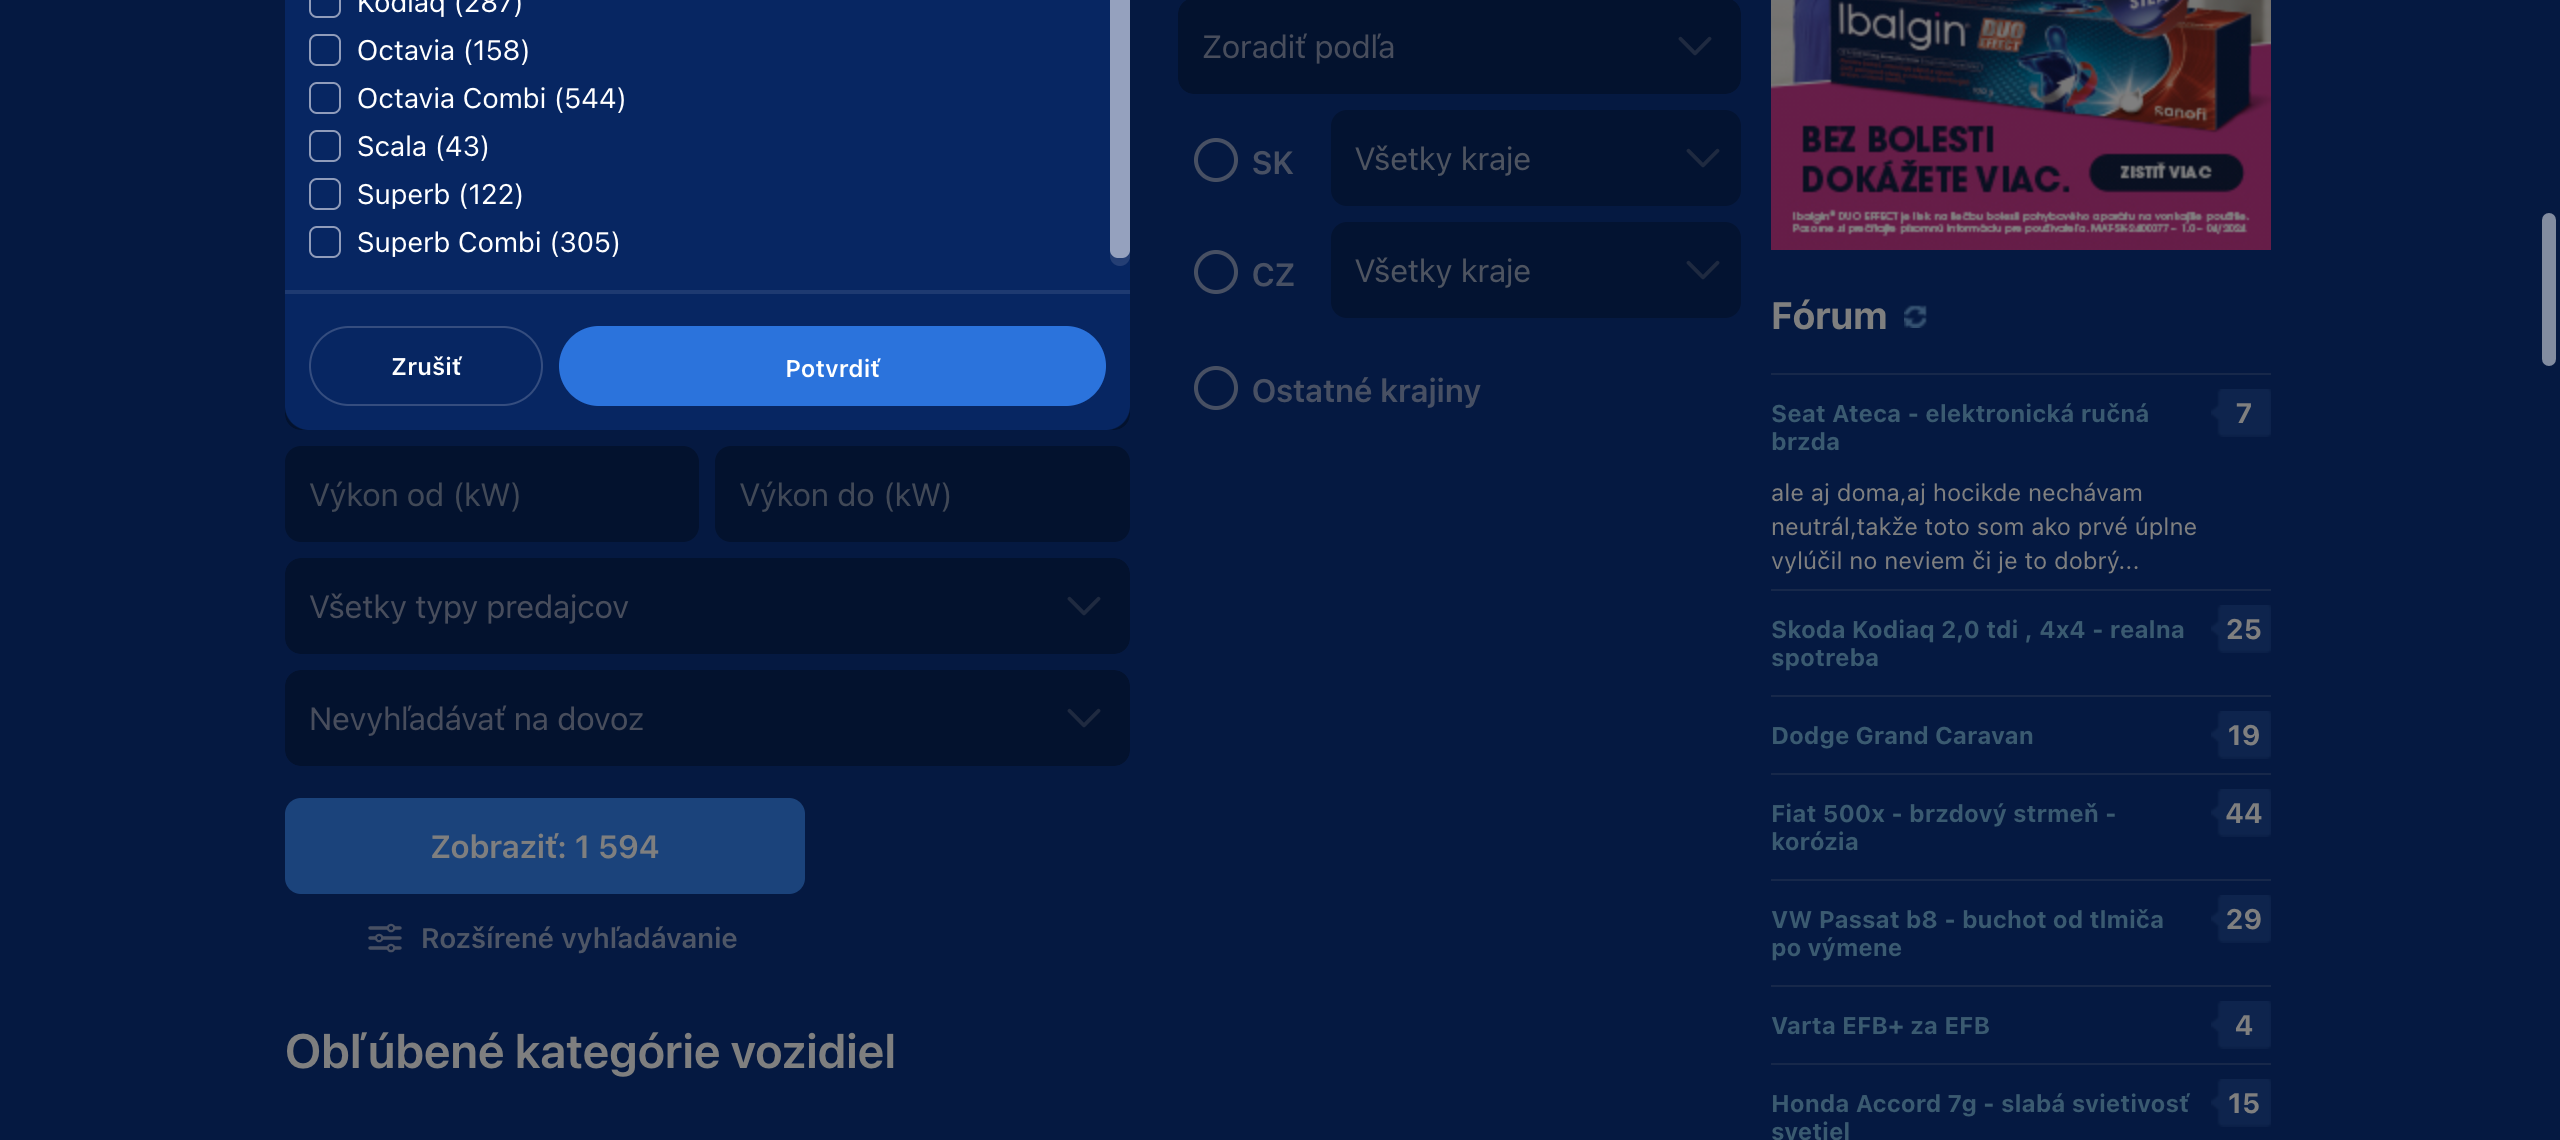 Kodiaq (287)
Octavia (158)
Octavia Combi (544)
Scala (43)
Superb (122)
Superb Combi (305)
Zrušiť
Potvrdiť
Výkon od (kW)
Výkon do (kW)
Všetky typy predajcov
Nevyhľadávať na dovoz
Zobraziť: 1 594
Rozšírené vyhľadávanie
Obľúbené kategórie vozidiel
Zoradiť podľa
SK
Všetky kraje
CZ
Všetky kraje
Ostatné krajiny
Ibalgin DUO EFFECT
sanofi
BEZ BOLESTI
DOKÁŽETE VIAC.
ZISTIŤ VIAC
Ibalgin® DUO EFFECT je liek na liečbu bolesti pohybového aparátu na vonkajšie použitie.
Pozorne si prečítajte písomnú informáciu pre používateľa.
Fórum
Seat Ateca - elektronická ručná
brzda
7
ale aj doma,aj hocikde nechávam
neutrál,takže toto som ako prvé úplne
vylúčil no neviem či je to dobrý...
Skoda Kodiaq 2,0 tdi , 4x4 - realna
spotreba
25
Dodge Grand Caravan
19
Fiat 500x - brzdový strmeň -
korózia
44
VW Passat b8 - buchot od tlmiča
po výmene
29
Varta EFB+ za EFB
4
Honda Accord 7g - slabá svietivosť
svetiel
15